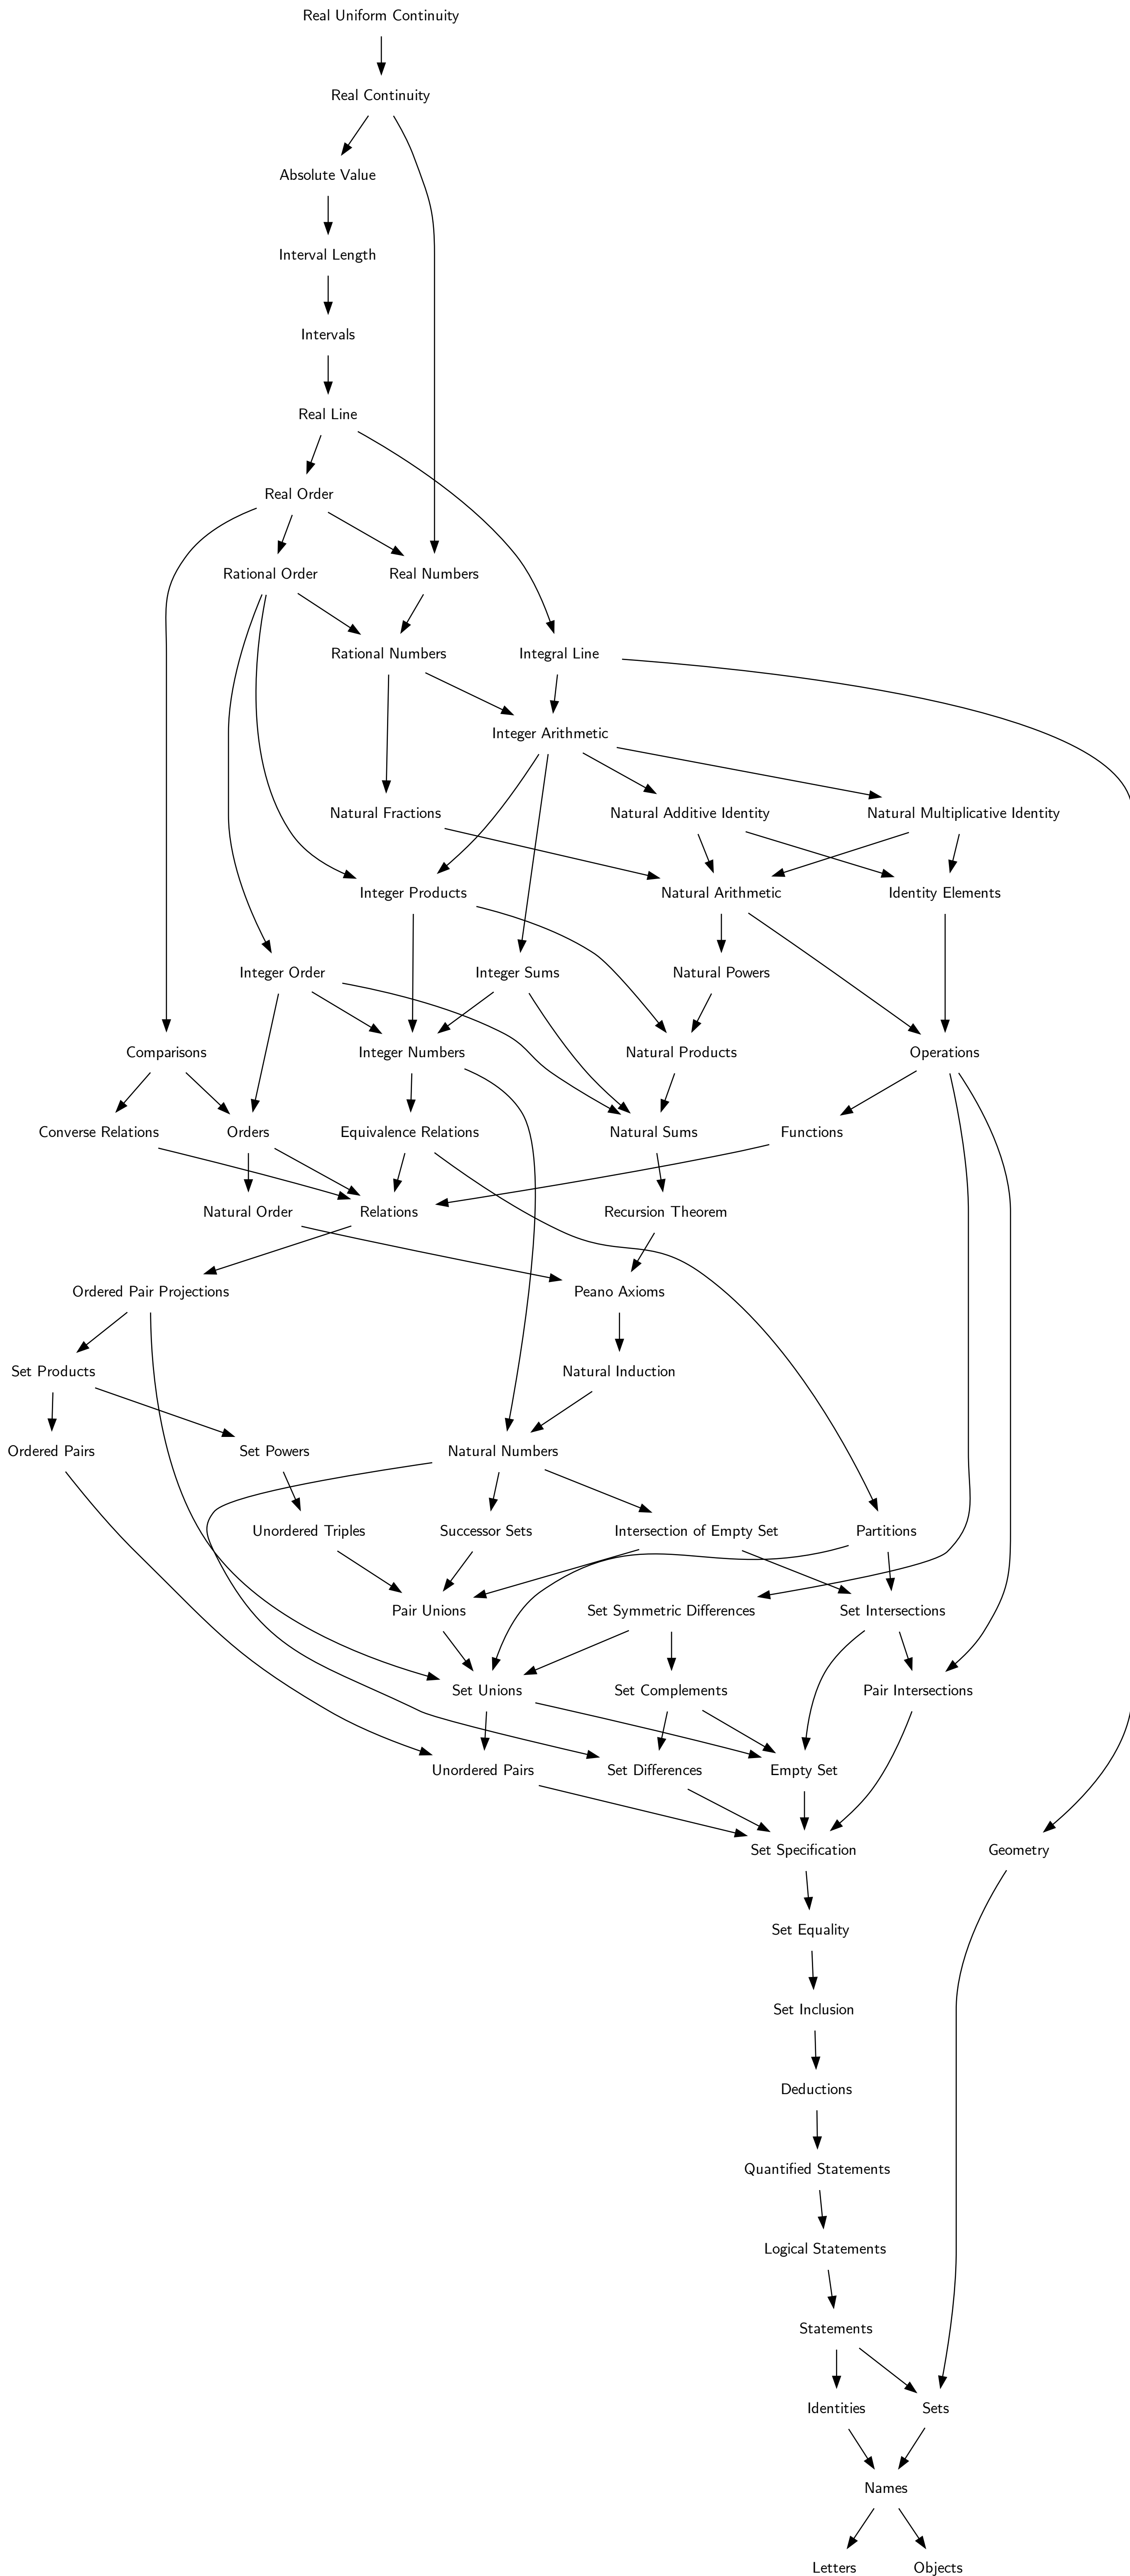 Real Uniform Continuity
Real Continuity
Absolute Value
Interval Length
Intervals
Real Line
Real Order
Rational Order
Real Numbers
Rational Numbers
Integral Line
Integer Arithmetic
Natural Fractions
Natural Additive Identity
Natural Multiplicative Identity
Integer Products
Natural Arithmetic
Identity Elements
Integer Order
Integer Sums
Natural Powers
Comparisons
Integer Numbers
Natural Products
Operations
Converse Relations
Orders
Equivalence Relations
Natural Sums
Functions
Natural Order
Relations
Recursion Theorem
Ordered Pair Projections
Peano Axioms
Set Products
Natural Induction
Ordered Pairs
Set Powers
Natural Numbers
Unordered Triples
Successor Sets
Intersection of Empty Set
Partitions
Pair Unions
Set Symmetric Differences
Set Intersections
Set Unions
Set Complements
Pair Intersections
Unordered Pairs
Set Differences
Empty Set
Set Specification
Geometry
Set Equality
Set Inclusion
Deductions
Quantified Statements
Logical Statements
Statements
Identities
Sets
Names
Letters
Objects